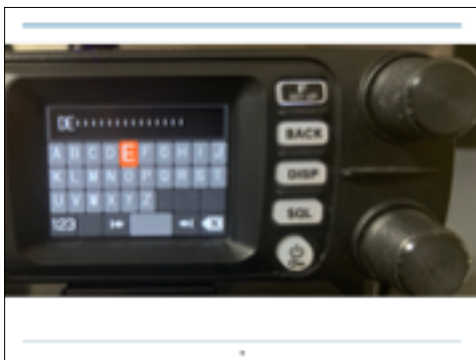 DE
BACK
A B C D E F G H I J
DISP
K L M N O P Q R S T
SQL
U V W X Y Z
123